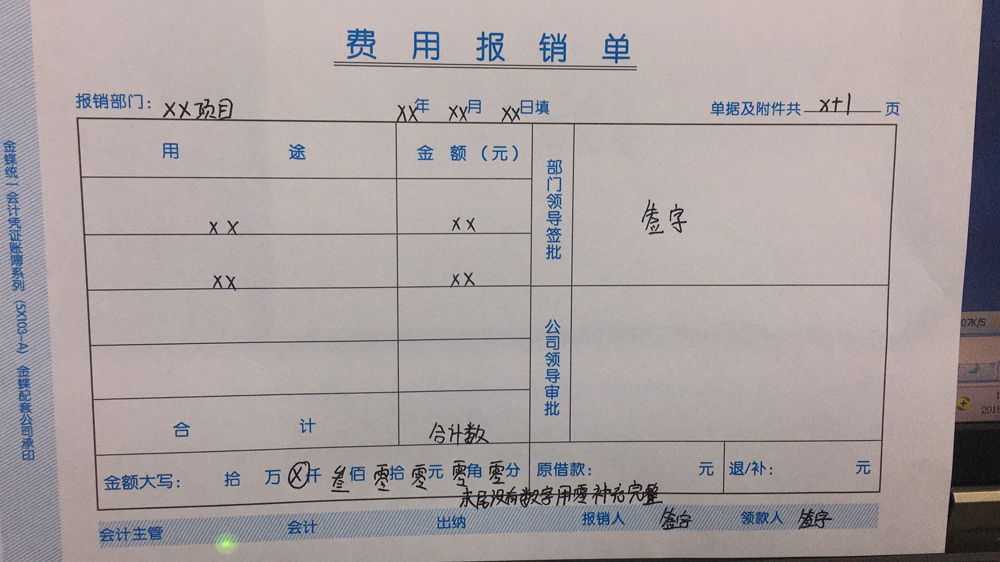 费用报销单
报销部门：XX项目 XX年 XX月 XX日填 单据及附件共 X+1 页
用途 金额（元） 部门领导签批 签字
XX XX
XX XX
公司领导审批
合计 合计数
金额大写： 拾 万 ⓧ仟 叁佰 零拾 零元 零角 零分 原借款： 元 退/补： 元
末尾没有数字用零补充完整
会计主管 会计 出纳 报销人 签字 领款人 签字
金蝶统一会计凭证账簿系列（SX103-A） 金蝶配套公司承印
07K/S
2018